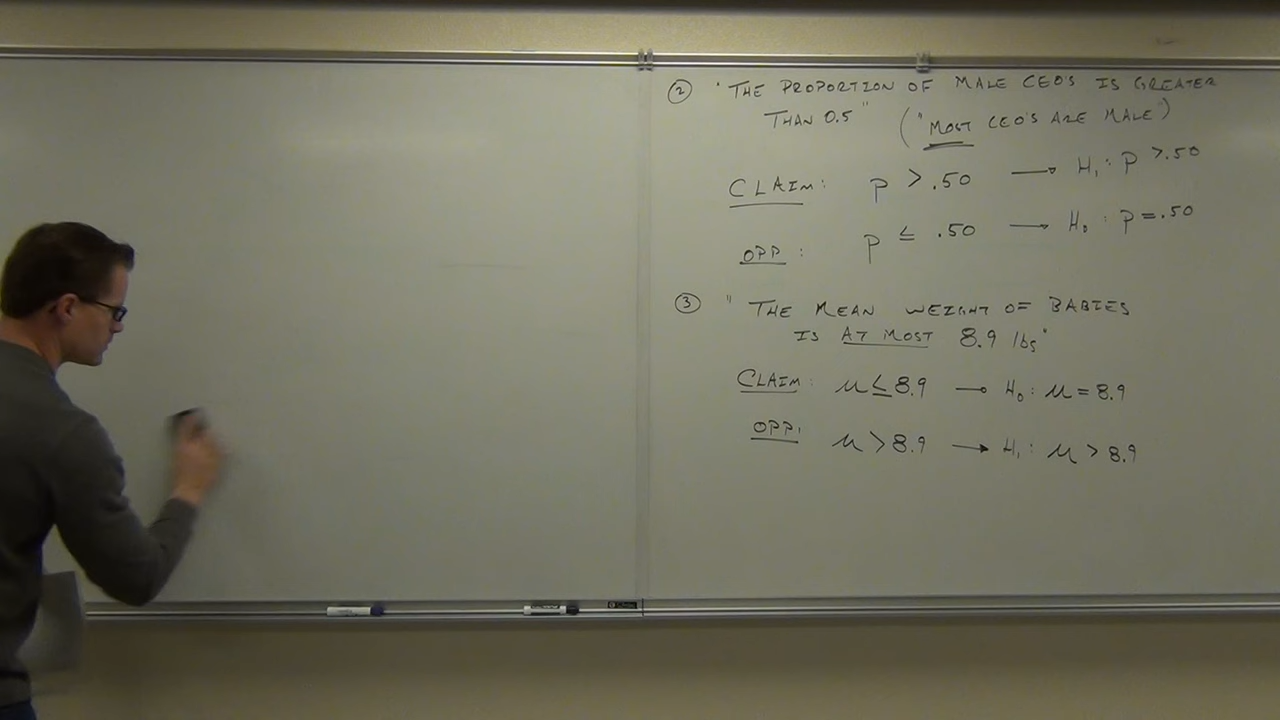 ② "THE PROPORTION OF MALE CEO'S IS GREATER
THAN 0.5" ("MOST CEO'S ARE MALE")
CLAIM: p > .50 → H₁: p > .50
OPP: p ≤ .50 → H₀: p = .50
③ "THE MEAN WEIGHT OF BABIES
IS AT MOST 8.9 lbs"
CLAIM: μ ≤ 8.9 → H₀: μ = 8.9
OPP: μ > 8.9 → H₁: μ > 8.9